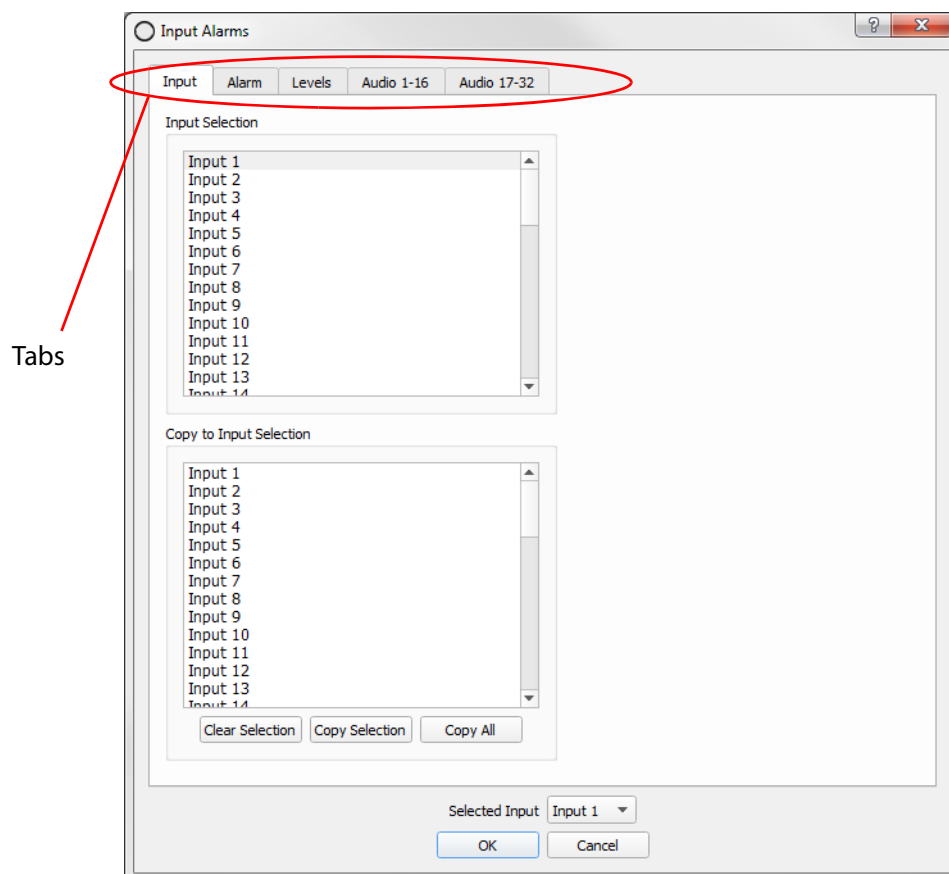 Input Alarms
Input Alarm Levels Audio 1-16 Audio 17-32
Input Selection
Input 1
Input 2
Input 3
Input 4
Input 5
Input 6
Input 7
Input 8
Input 9
Input 10
Input 11
Input 12
Input 13
Input 14
Tabs
Copy to Input Selection
Input 1
Input 2
Input 3
Input 4
Input 5
Input 6
Input 7
Input 8
Input 9
Input 10
Input 11
Input 12
Input 13
Input 14
Clear Selection Copy Selection Copy All
Selected Input Input 1
OK Cancel